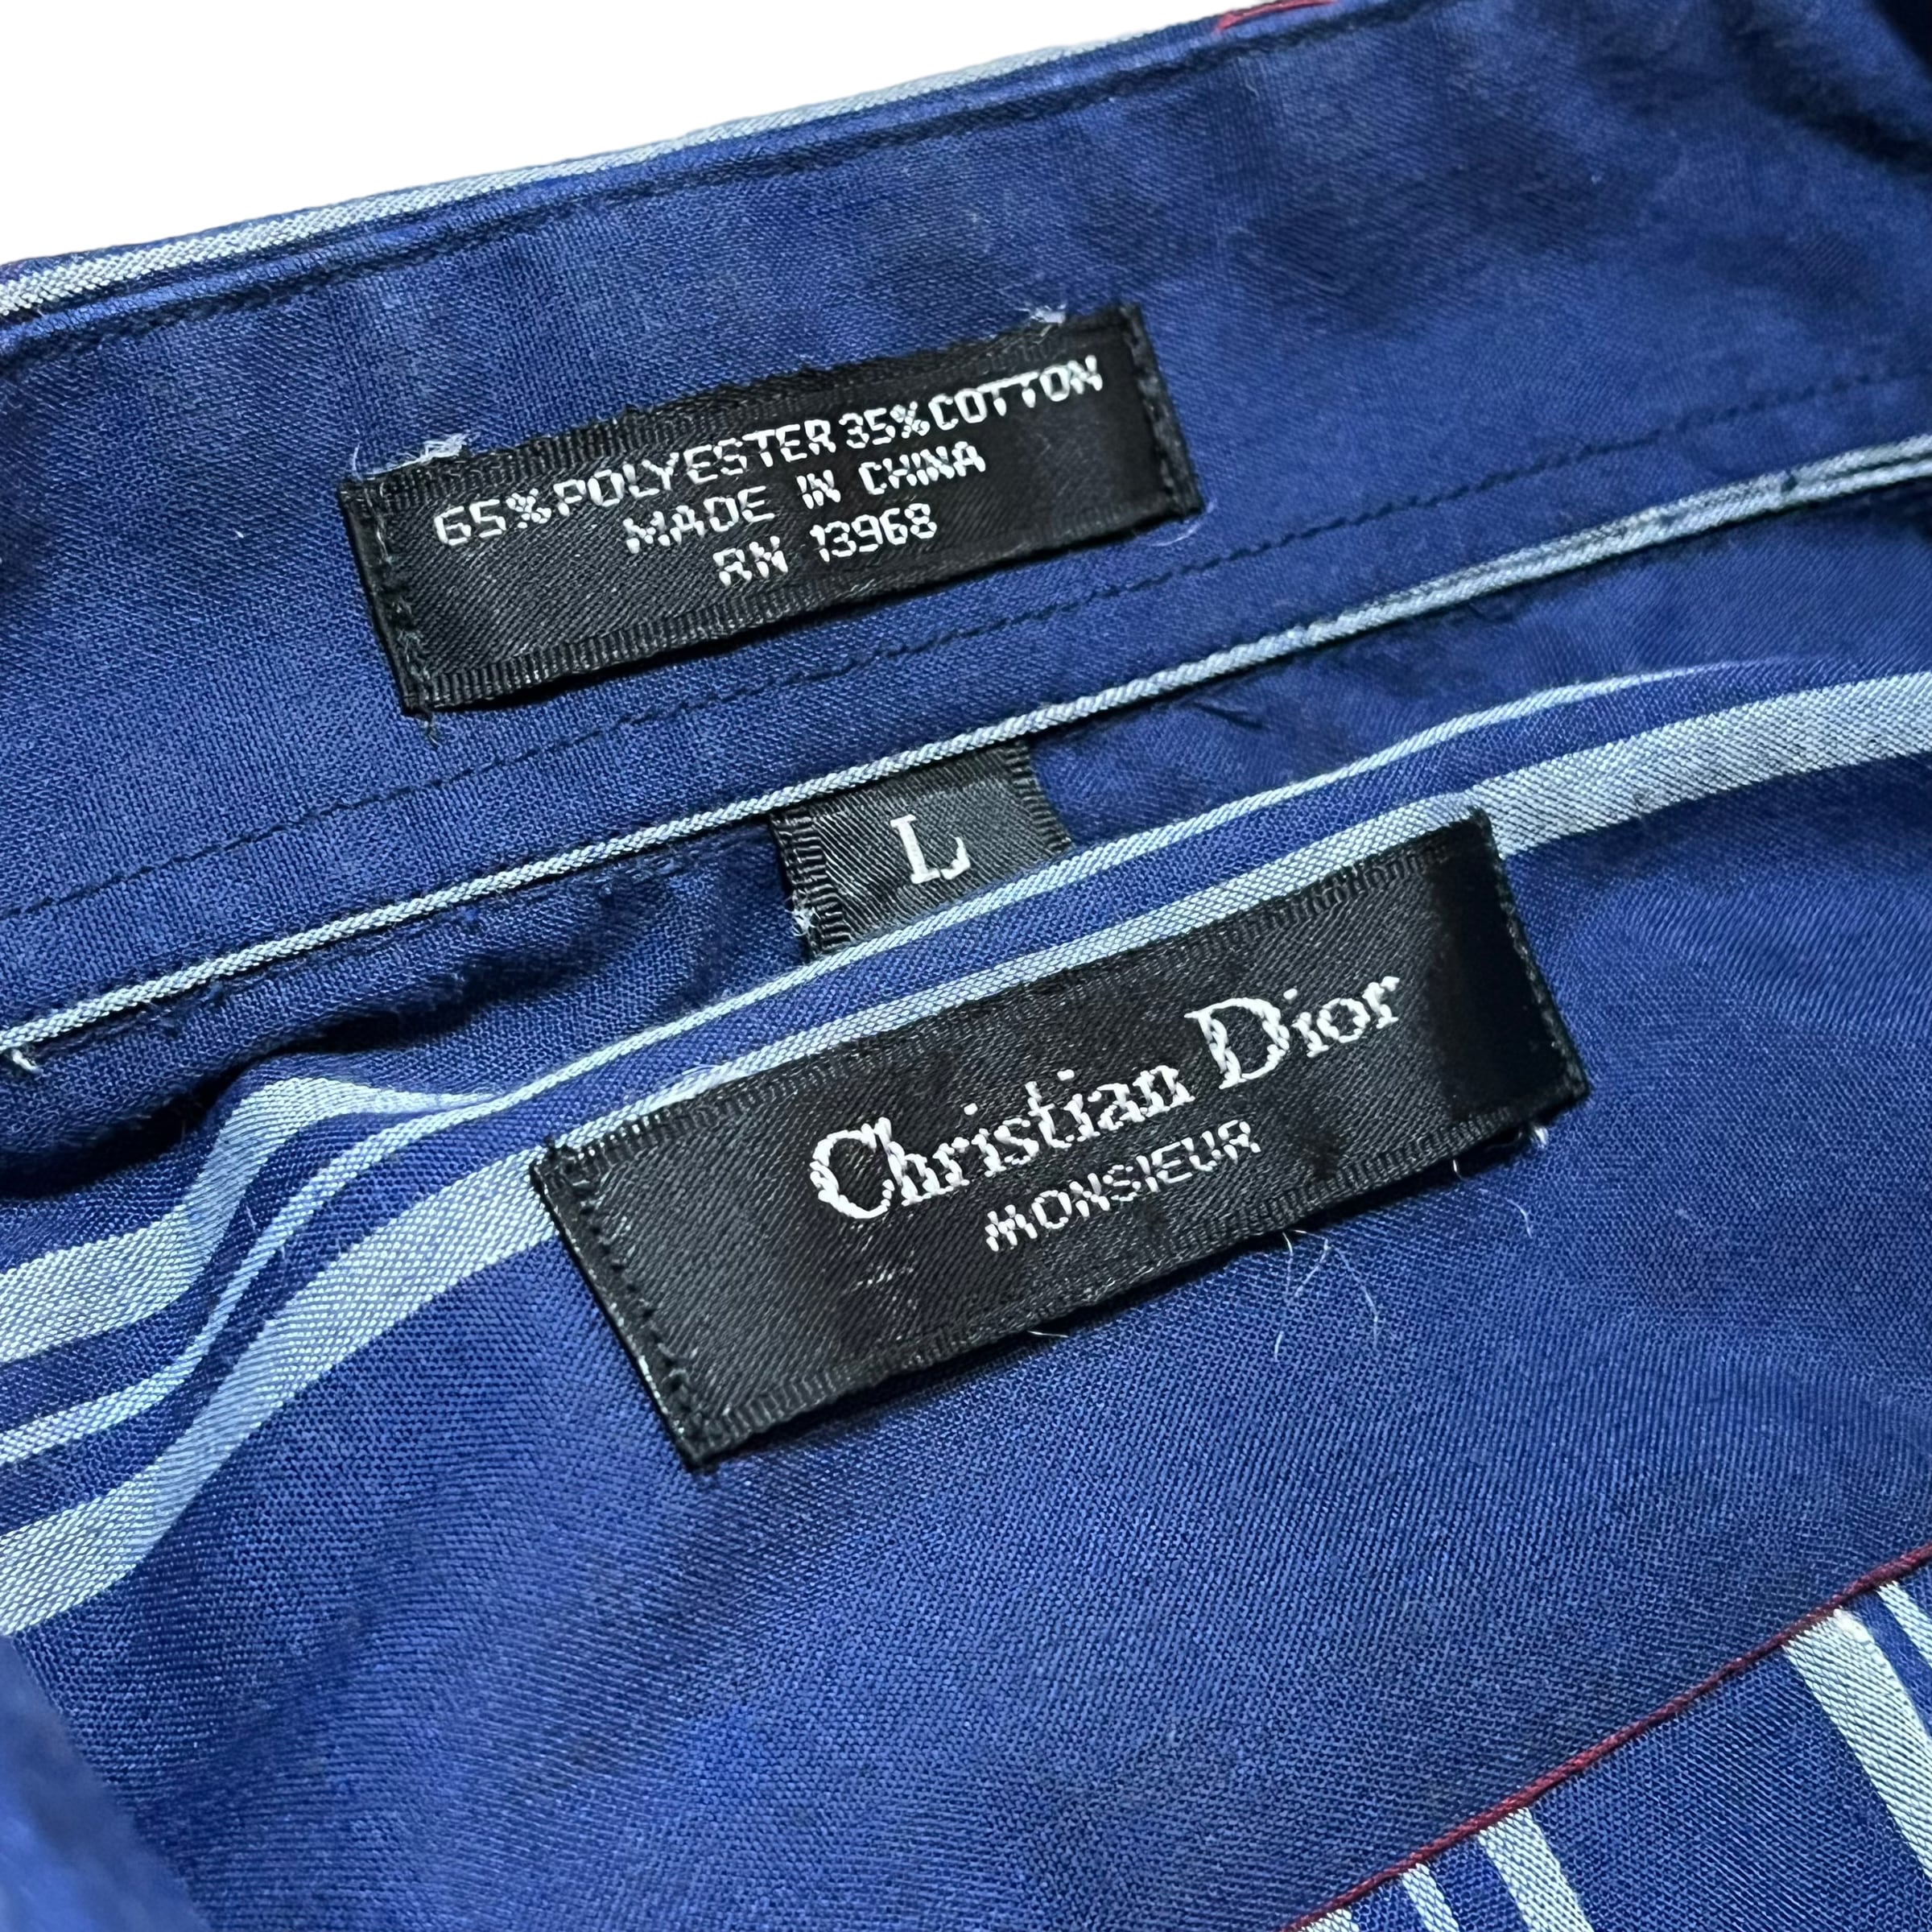 65% POLYESTER 35% COTTON
MADE IN CHINA
RN 13968
L
Christian Dior
MONSIEUR